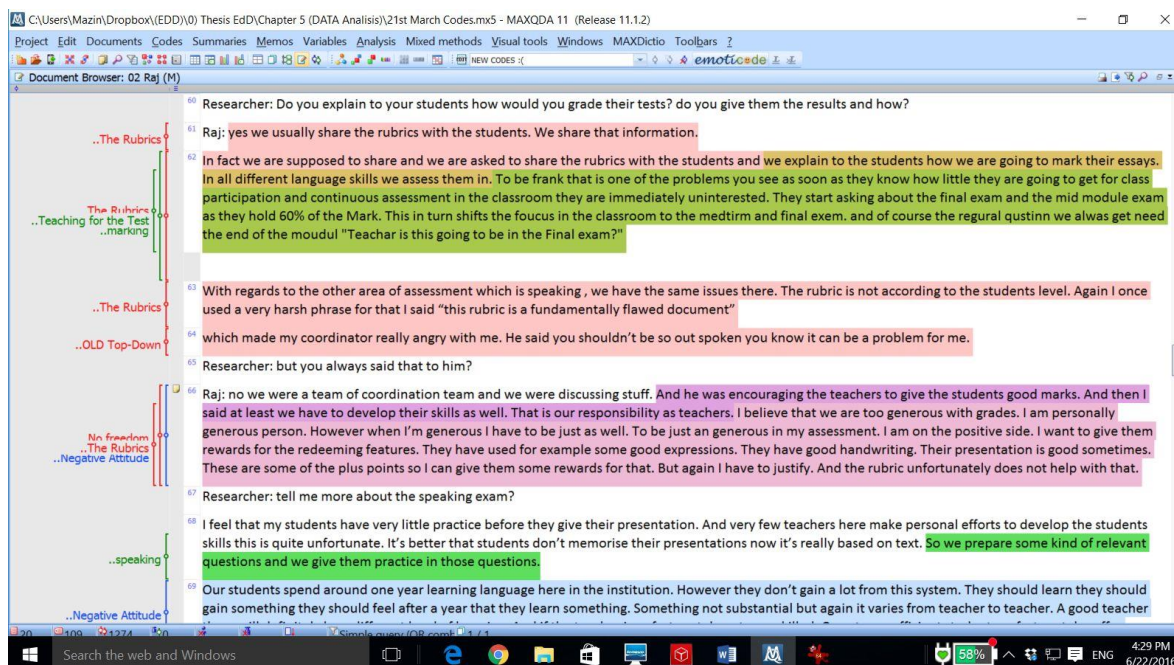 C:\Users\Mazin\Dropbox\(EDD)\0) Thesis EdD\Chapter 5 (DATA Analisis)\21st March Codes.mx5 - MAXQDA 11 (Release 11.1.2)
Project Edit Documents Codes Summaries Memos Variables Analysis Mixed methods Visual tools Windows MAXDictio Toolbars ?
NEW CODES :( emoticode
Document Browser: 02 Raj (M)
60 Researcher: Do you explain to your students how would you grade their tests? do you give them the results and how?
..The Rubrics
61 Raj: yes we usually share the rubrics with the students. We share that information.
62 In fact we are supposed to share and we are asked to share the rubrics with the students and we explain to the students how we are going to mark their essays.
In all different language skills we assess them in. To be frank that is one of the problems you see as soon as they know how little they are going to get for class
participation and continuous assessment in the classroom they are immediately uninterested. They start asking about the final exam and the mid module exam
The Rubrics
..Teaching for the Test
..marking
as they hold 60% of the Mark. This in turn shifts the foucus in the classroom to the medtirm and final exem. and of course the regural qustinn we alwas get need
the end of the moudul "Teachar is this going to be in the Final exam?"
63 With regards to the other area of assessment which is speaking , we have the same issues there. The rubric is not according to the students level. Again I once
..The Rubrics
used a very harsh phrase for that I said “this rubric is a fundamentally flawed document”
64 which made my coordinator really angry with me. He said you shouldn't be so out spoken you know it can be a problem for me.
..OLD Top-Down
65 Researcher: but you always said that to him?
66 Raj: no we were a team of coordination team and we were discussing stuff. And he was encouraging the teachers to give the students good marks. And then I
said at least we have to develop their skills as well. That is our responsibility as teachers. I believe that we are too generous with grades. I am personally
generous person. However when I'm generous I have to be just as well. To be just an generous in my assessment. I am on the positive side. I want to give them
No freedom
..The Rubrics
..Negative Attitude
rewards for the redeeming features. They have used for example some good expressions. They have good handwriting. Their presentation is good sometimes.
These are some of the plus points so I can give them some rewards for that. But again I have to justify. And the rubric unfortunately does not help with that.
67 Researcher: tell me more about the speaking exam?
68 I feel that my students have very little practice before they give their presentation. And very few teachers here make personal efforts to develop the students
skills this is quite unfortunate. It's better that students don't memorise their presentations now it's really based on text. So we prepare some kind of relevant
..speaking
questions and we give them practice in those questions.
69 Our students spend around one year learning language here in the institution. However they don't gain a lot from this system. They should learn they should
gain something they should feel after a year that they learn something. Something not substantial but again it varies from teacher to teacher. A good teacher
..Negative Attitude
20 109 1274 Simple query (OR comb 1 / 1
Search the web and Windows
58% ENG 4:29 PM
6/22/201